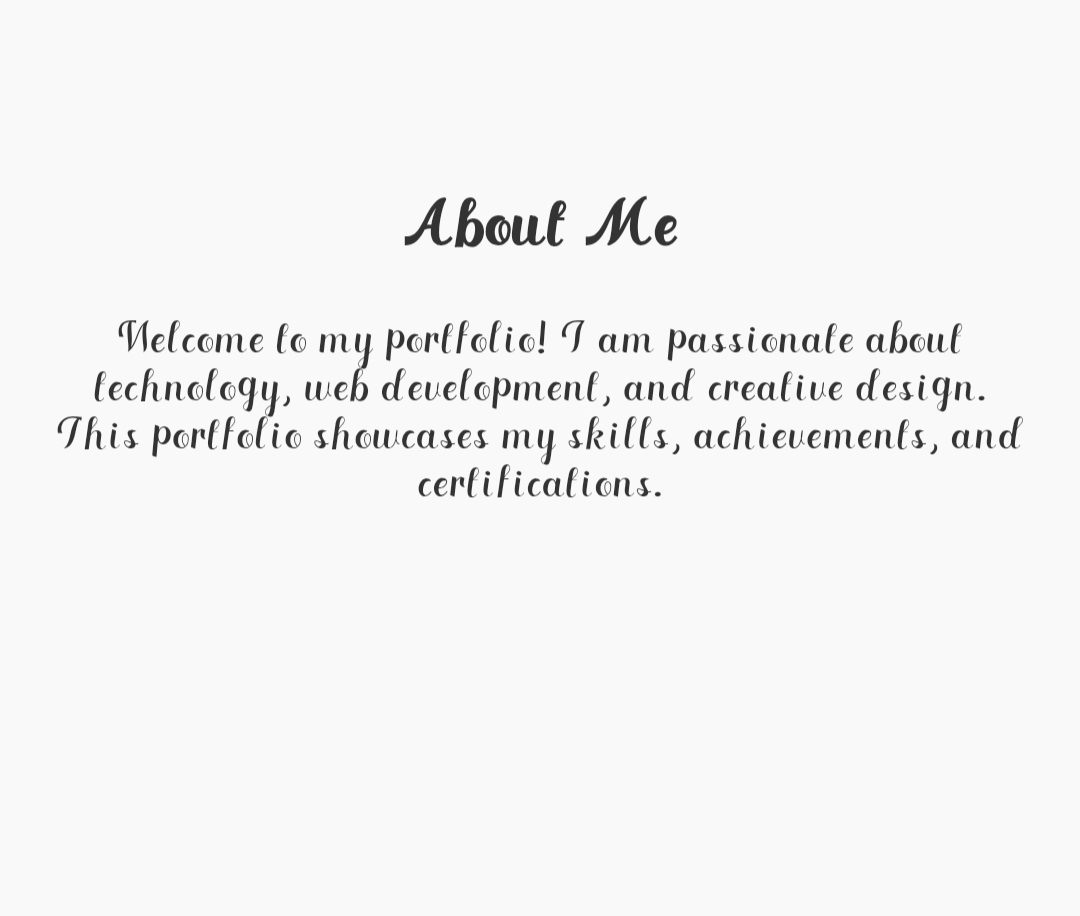 About Me
Welcome to my portfolio! I am passionate about
technology, web development, and creative design.
This portfolio showcases my skills, achievements, and
certifications.